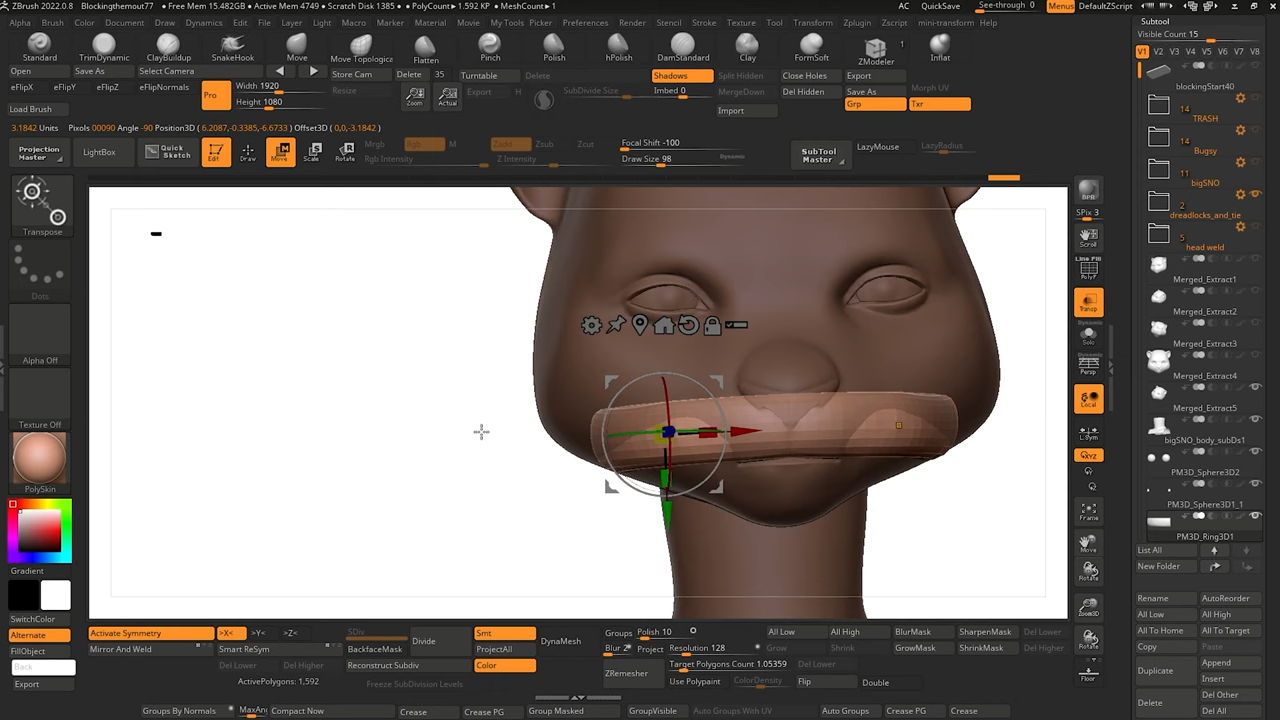 ZBrush 2022.0.8 Blockingthemout77 • Free Mem 15.482GB • Active Mem 4749 • Scratch Disk 1385 • PolyCount▸1.592 KP • MeshCount▸1 AC QuickSave See-through 0 Menus DefaultZScript
Alpha Brush Color Document Draw Dynamics Edit File Layer Light Macro Marker Material Movie My Tools Picker Preferences Render Stencil Stroke Texture Tool Transform Zplugin Zscript mini-transform Help
Subtool
Visible Count 15
Standard TrimDynamic ClayBuildup SnakeHook Move Move Topologica Flatten Pinch Polish hPolish DamStandard Clay FormSoft ZModeler 1 Inflat
V1 V2 V3 V4 V5 V6 V7 V8
Open Save As Select Camera Store Cam Delete 35 Turntable Delete Shadows Split Hidden Close Holes Export
eFlipX eFlipY eFlipZ eFlipNormals Resize Export H SubDivide Size Imbed 0 MergeDown Del Hidden Save As Morph UV
Pro Width 1920 Height 1080 Zoom Actual Import Grp Txr
Load Brush
3.1842 Units Pixols 00090 Angle -90 Position3D ( 6.2087,-0.3385,-6.6733) Offset3D ( 0,0,-3.1842)
Projection Master LightBox Quick Sketch Edit Draw Move Scale Rotate Mrgb Rgb M Zadd Zsub Zcut Focal Shift -100 SubTool Master LazyMouse LazyRadius
Rgb Intensity Z Intensity Draw Size 98 Dynamic
blockingStart40
14
TRASH
14
Bugsy
11
bigSNO
2
dreadlocks_and_tie
5
head weld
Merged_Extract1
Merged_Extract2
Merged_Extract3
Merged_Extract4
Merged_Extract5
bigSNO_body_subDs1
PM3D_Sphere3D2
PM3D_Sphere3D1_1
PM3D_Ring3D1
List All
New Folder
Rename AutoReorder
All Low All High
All To Home All To Target
Copy Paste
Duplicate Append
Insert
Delete Del Other
Del All
Transpose
Dots
Alpha Off
Texture Off
PolySkin
Gradient
SwitchColor
Alternate
FillObject
Back
Export
BPR
SPix 3
Scroll
Line Fill
PolyF
Transp
Dynamic
Solo
Persp
Local
L.Sym
XYZ
Frame
Move
Rotate
Zoom3D
Rotate
Floor
Activate Symmetry >X< >Y< >Z< SDiv Divide Smt DynaMesh Groups Polish 10 All Low All High BlurMask SharpenMask Del Lower
Mirror And Weld Smart ReSym BackfaceMask ProjectAll Blur 2 Project Resolution 128 Grow Shrink GrowMask ShrinkMask Del Higher
Del Lower Del Higher Reconstruct Subdiv Color ZRemesher Target Polygons Count 1.05359 Del Lower
ActivePolygons: 1,592 Freeze SubDivision Levels Use Polypaint ColorDensity Flip Double
Groups By Normals MaxAng Compact Now Crease Crease PG Group Masked GroupVisible Auto Groups With UV Auto Groups Crease PG Crease